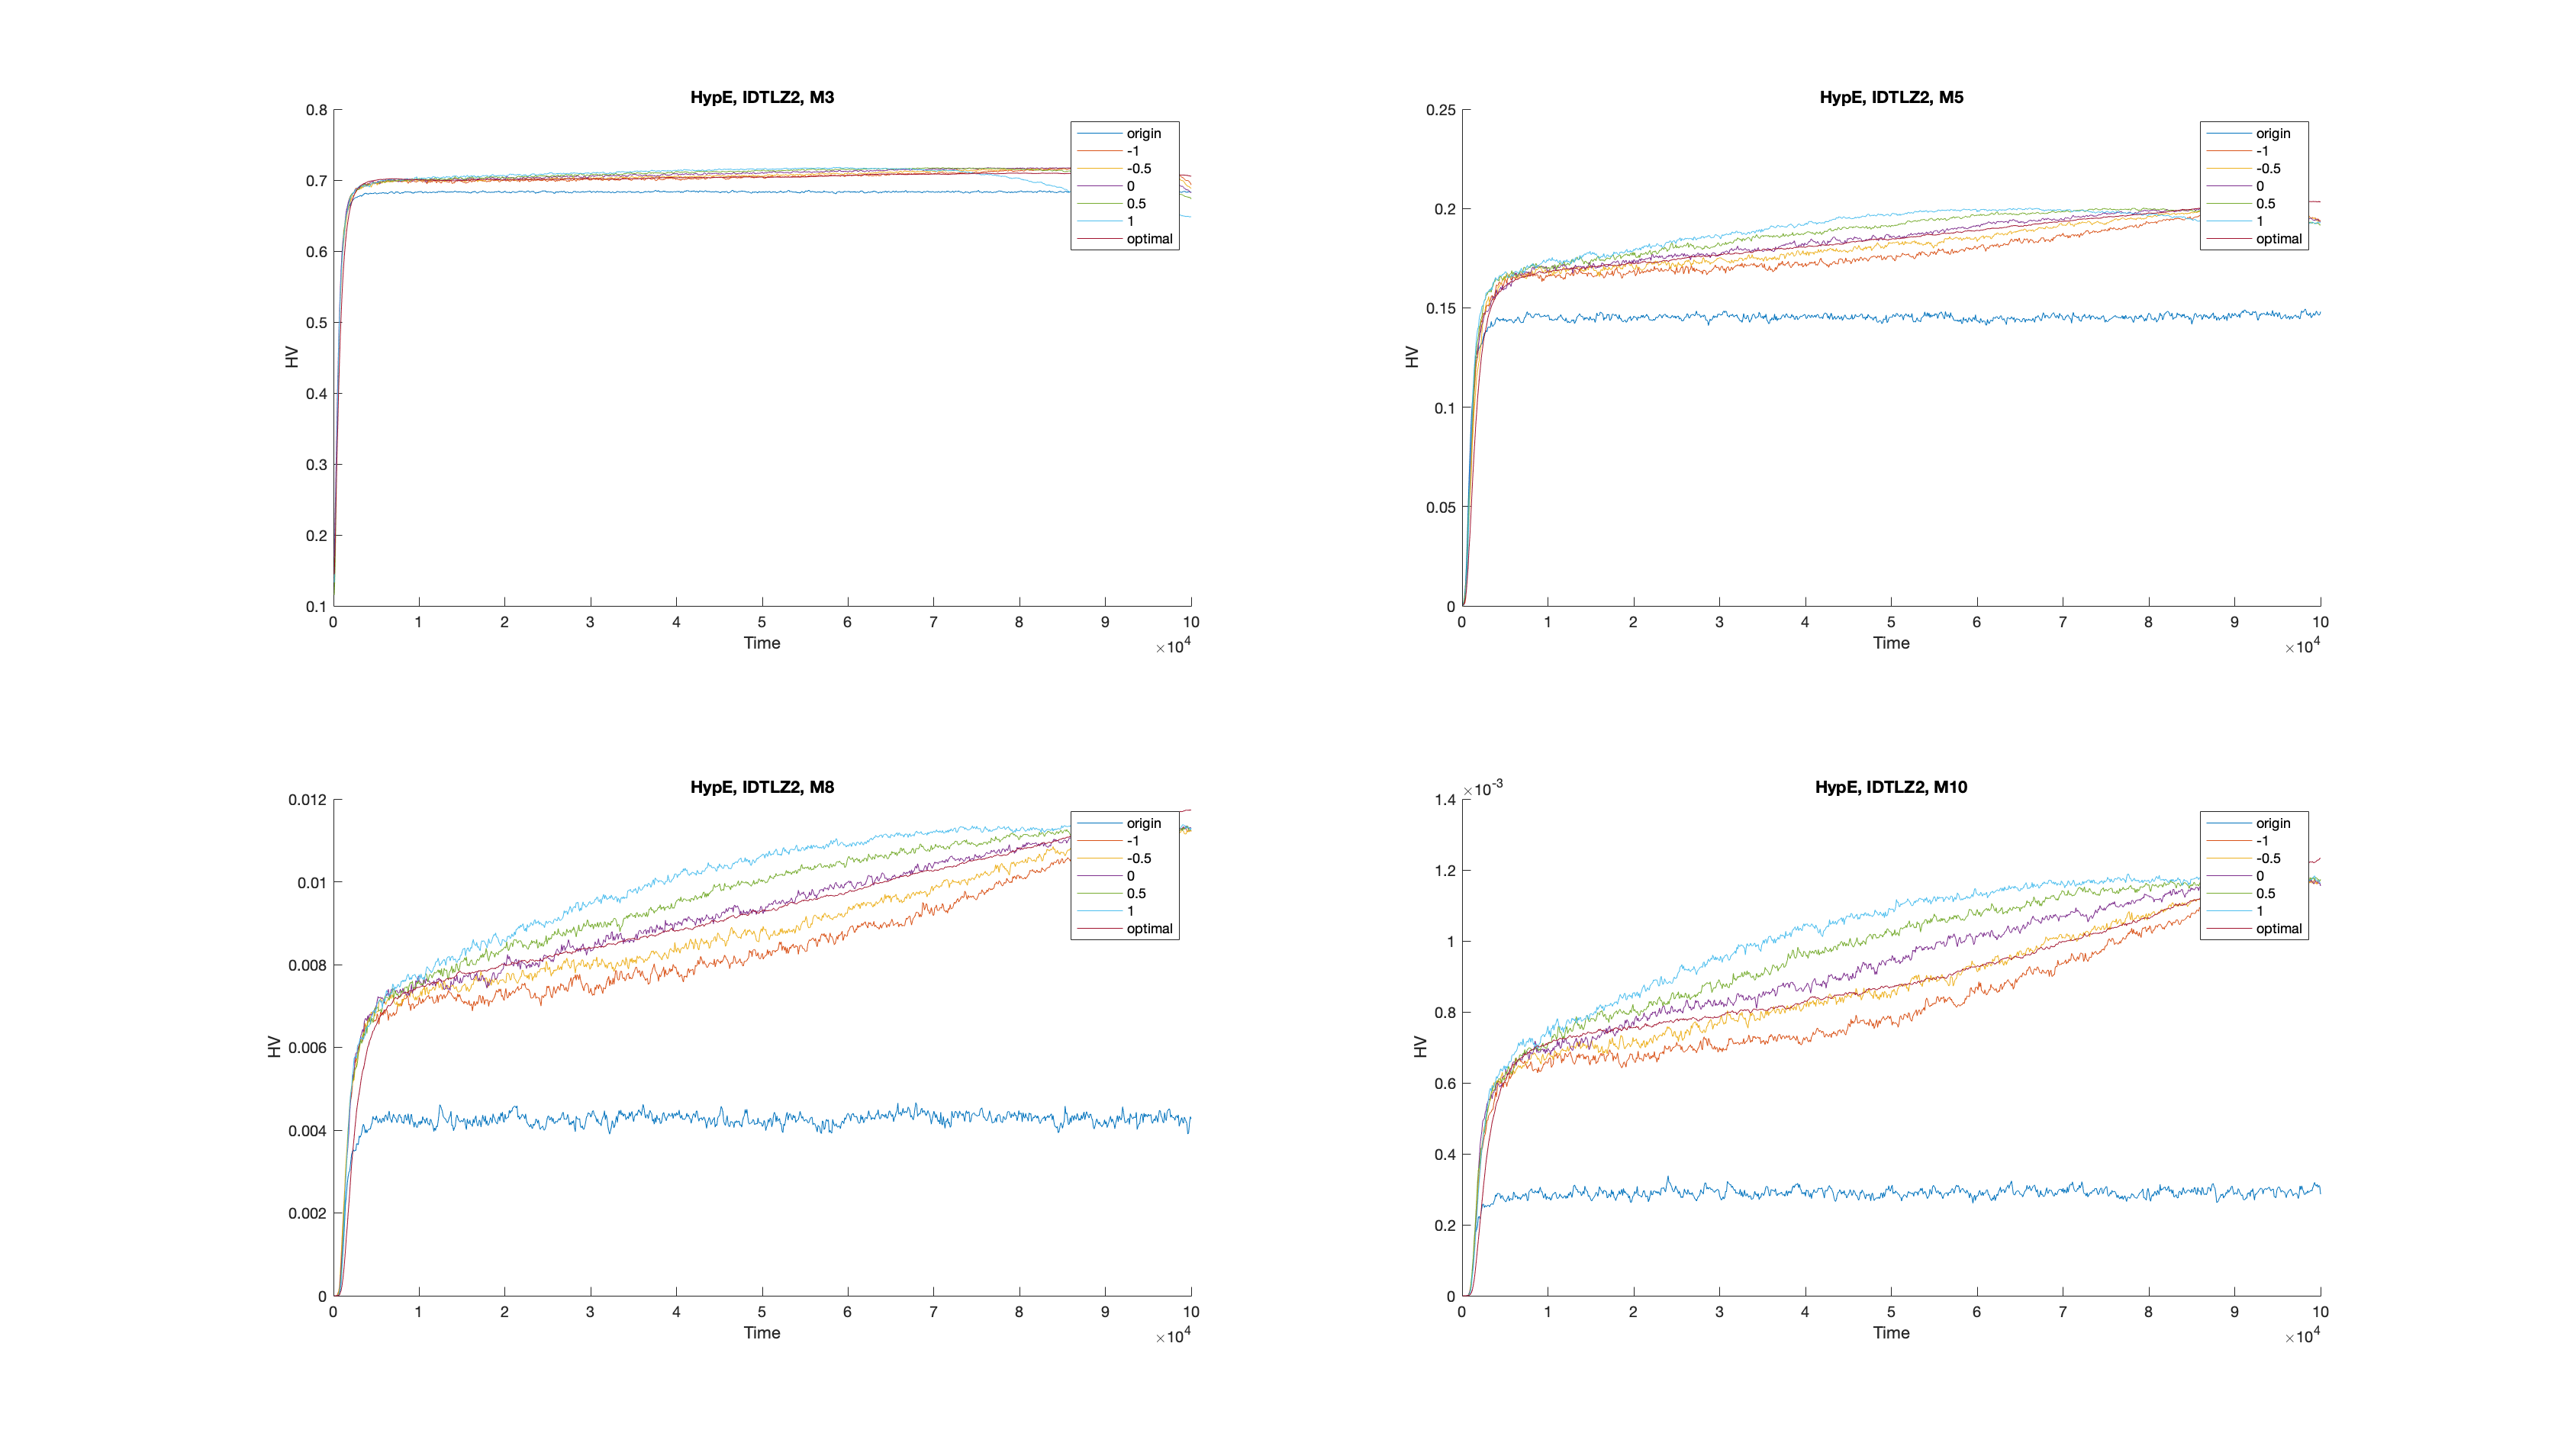 HypE, IDTLZ2, M3
0.8
0.7
0.6
0.5
0.4
0.3
0.2
0.1
HV
0 1 2 3 4 5 6 7 8 9 10
Time
×10^4
origin
-1
-0.5
0
0.5
1
optimal
HypE, IDTLZ2, M5
0.25
0.2
0.15
0.1
0.05
0
HV
0 1 2 3 4 5 6 7 8 9 10
Time
×10^4
origin
-1
-0.5
0
0.5
1
optimal
HypE, IDTLZ2, M8
0.012
0.01
0.008
0.006
0.004
0.002
0
HV
0 1 2 3 4 5 6 7 8 9 10
Time
×10^4
origin
-1
-0.5
0
0.5
1
optimal
HypE, IDTLZ2, M10
×10^-3
1.4
1.2
1
0.8
0.6
0.4
0.2
0
HV
0 1 2 3 4 5 6 7 8 9 10
Time
×10^4
origin
-1
-0.5
0
0.5
1
optimal